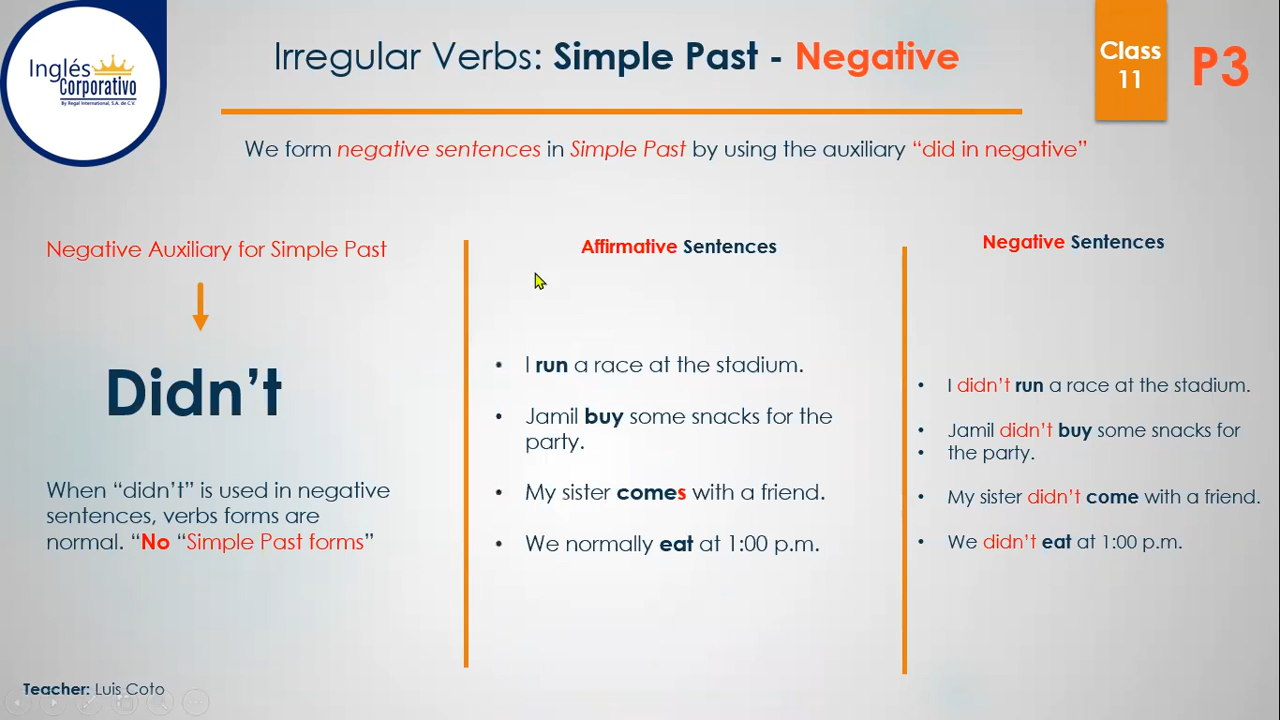 Inglés
Corporativo
By Regal International, S.A. de C.V.
Irregular Verbs: Simple Past - Negative
Class
11
P3
We form negative sentences in Simple Past by using the auxiliary “did in negative”
Negative Auxiliary for Simple Past
Didn’t
When “didn’t” is used in negative
sentences, verbs forms are
normal. “No “Simple Past forms”
Affirmative Sentences
• I run a race at the stadium.
• Jamil buy some snacks for the
party.
• My sister comes with a friend.
• We normally eat at 1:00 p.m.
Negative Sentences
• I didn’t run a race at the stadium.
• Jamil didn’t buy some snacks for
• the party.
• My sister didn’t come with a friend.
• We didn’t eat at 1:00 p.m.
Teacher: Luis Coto